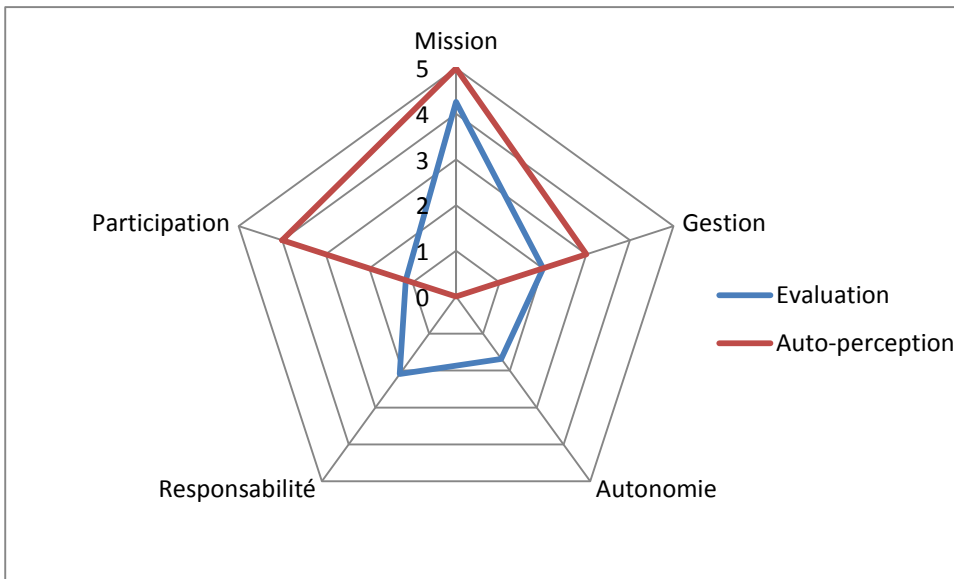 Mission
5
4
3
2
1
0
Participation
Gestion
Responsabilité
Autonomie
Evaluation
Auto-perception